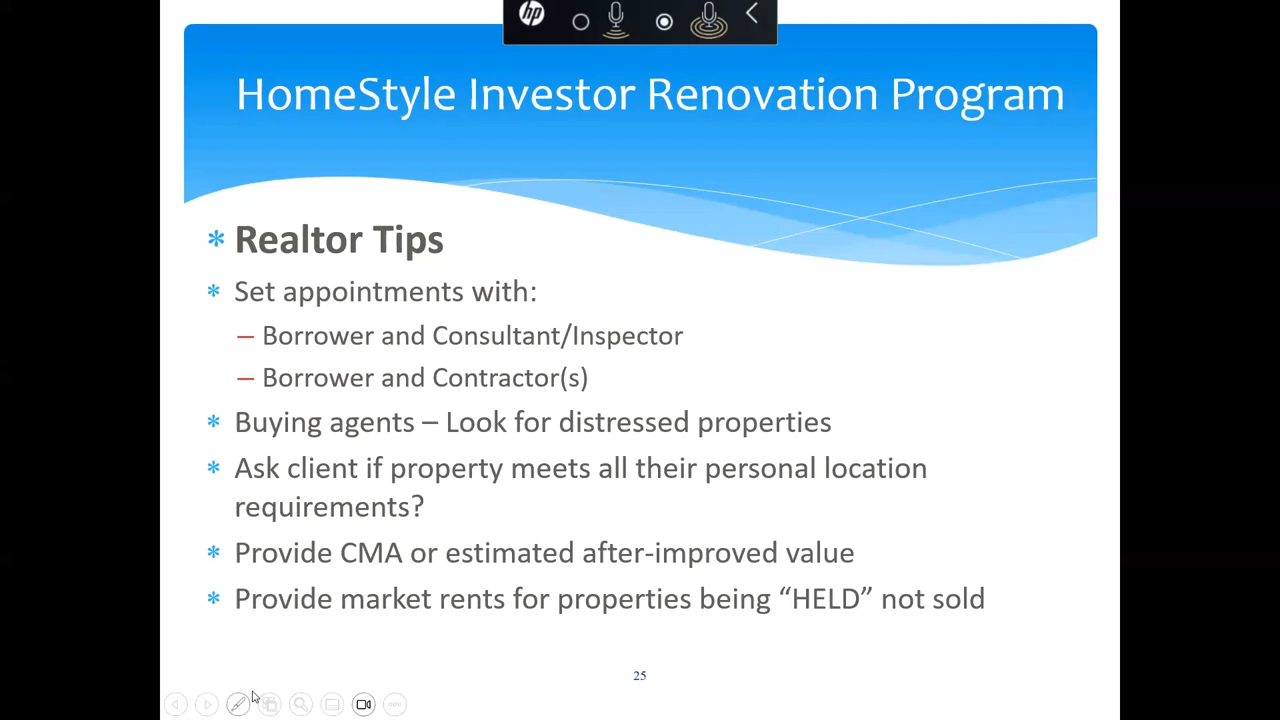 hp
HomeStyle Investor Renovation Program
* Realtor Tips
* Set appointments with:
– Borrower and Consultant/Inspector
– Borrower and Contractor(s)
* Buying agents – Look for distressed properties
* Ask client if property meets all their personal location
requirements?
* Provide CMA or estimated after-improved value
* Provide market rents for properties being “HELD” not sold
25